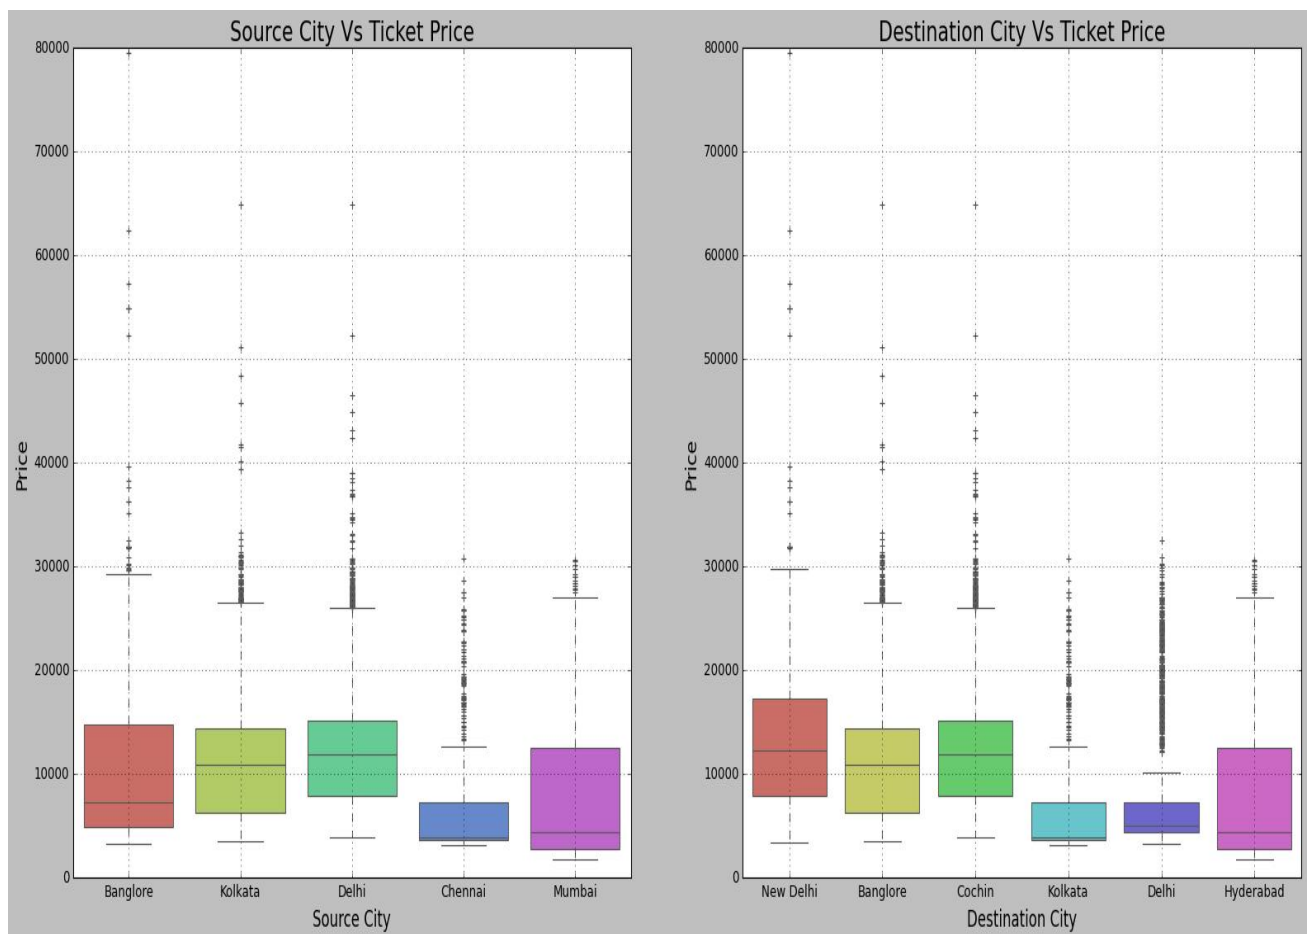 Source City Vs Ticket Price
80000
70000
60000
50000
40000
30000
20000
10000
0
Price
Banglore Kolkata Delhi Chennai Mumbai
Source City
Destination City Vs Ticket Price
80000
70000
60000
50000
40000
30000
20000
10000
0
Price
New Delhi Banglore Cochin Kolkata Delhi Hyderabad
Destination City